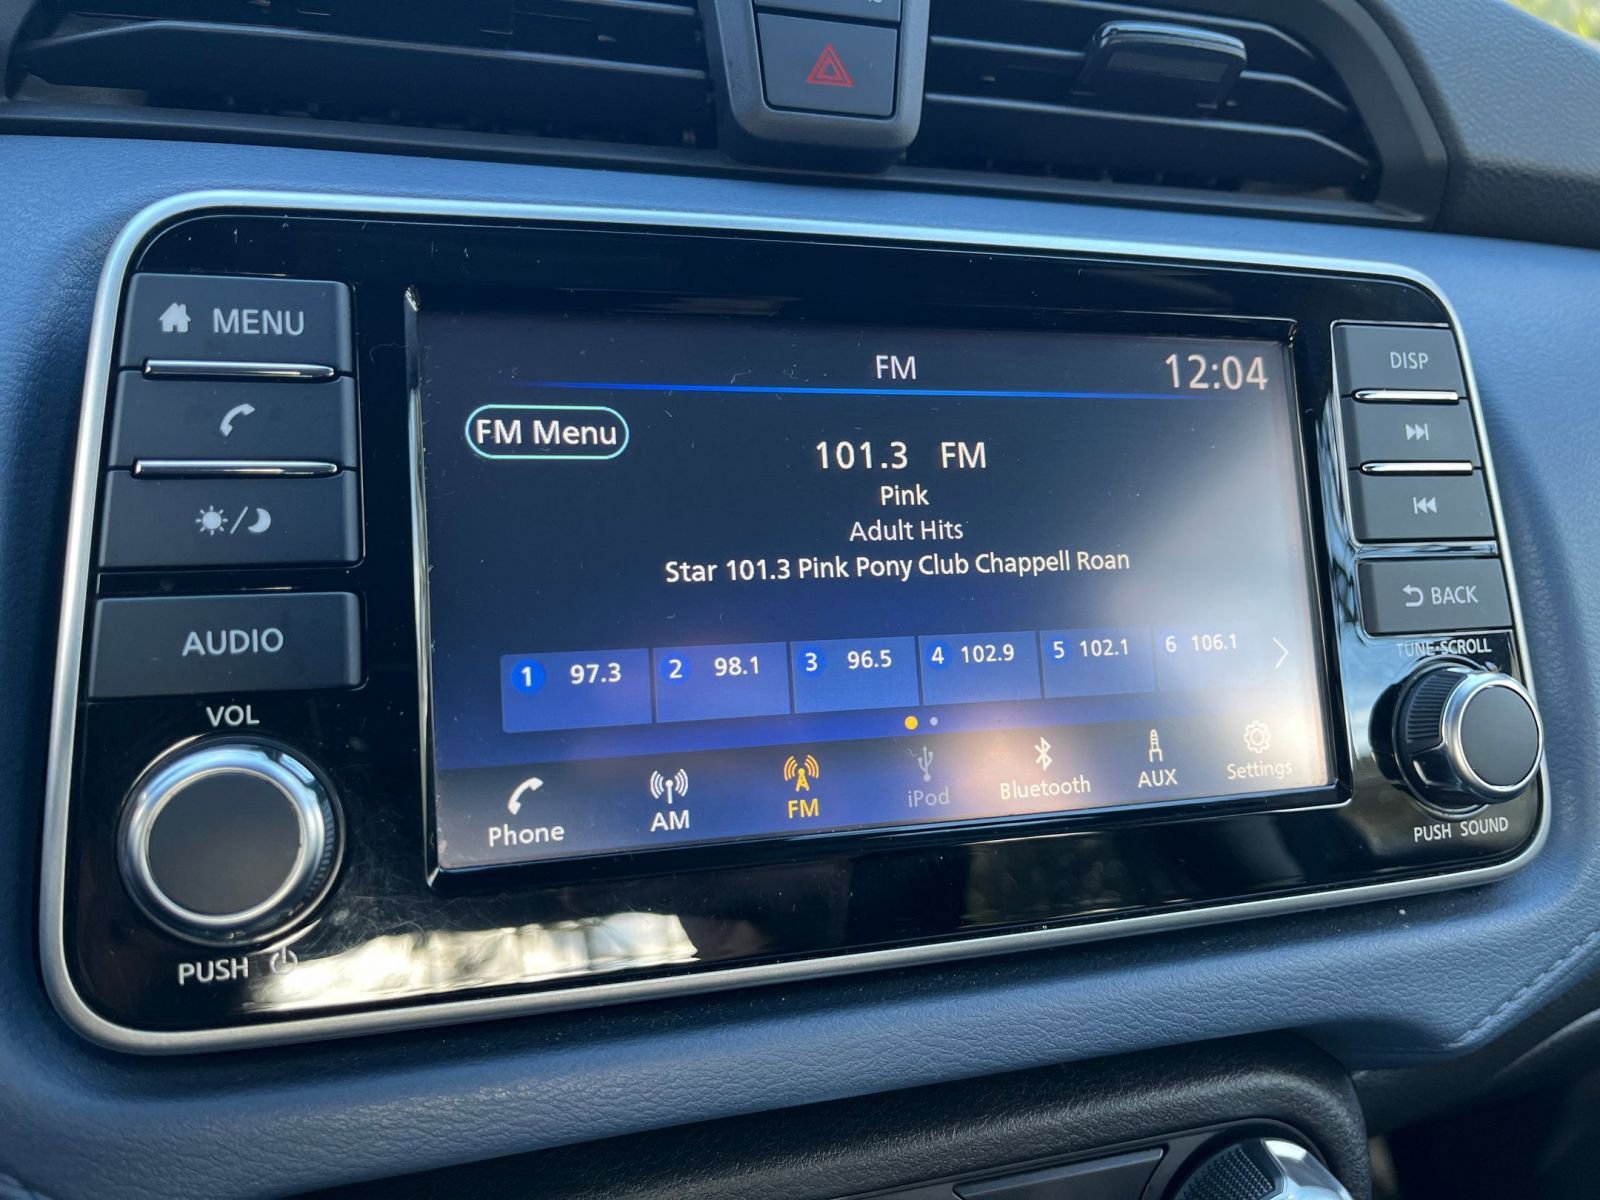 MENU
AUDIO
VOL
PUSH
FM
12:04
FM Menu
101.3 FM
Pink
Adult Hits
Star 101.3 Pink Pony Club Chappell Roan
1 97.3 2 98.1 3 96.5 4 102.9 5 102.1 6 106.1
Phone AM FM iPod Bluetooth AUX Settings
DISP
BACK
TUNE·SCROLL
PUSH SOUND